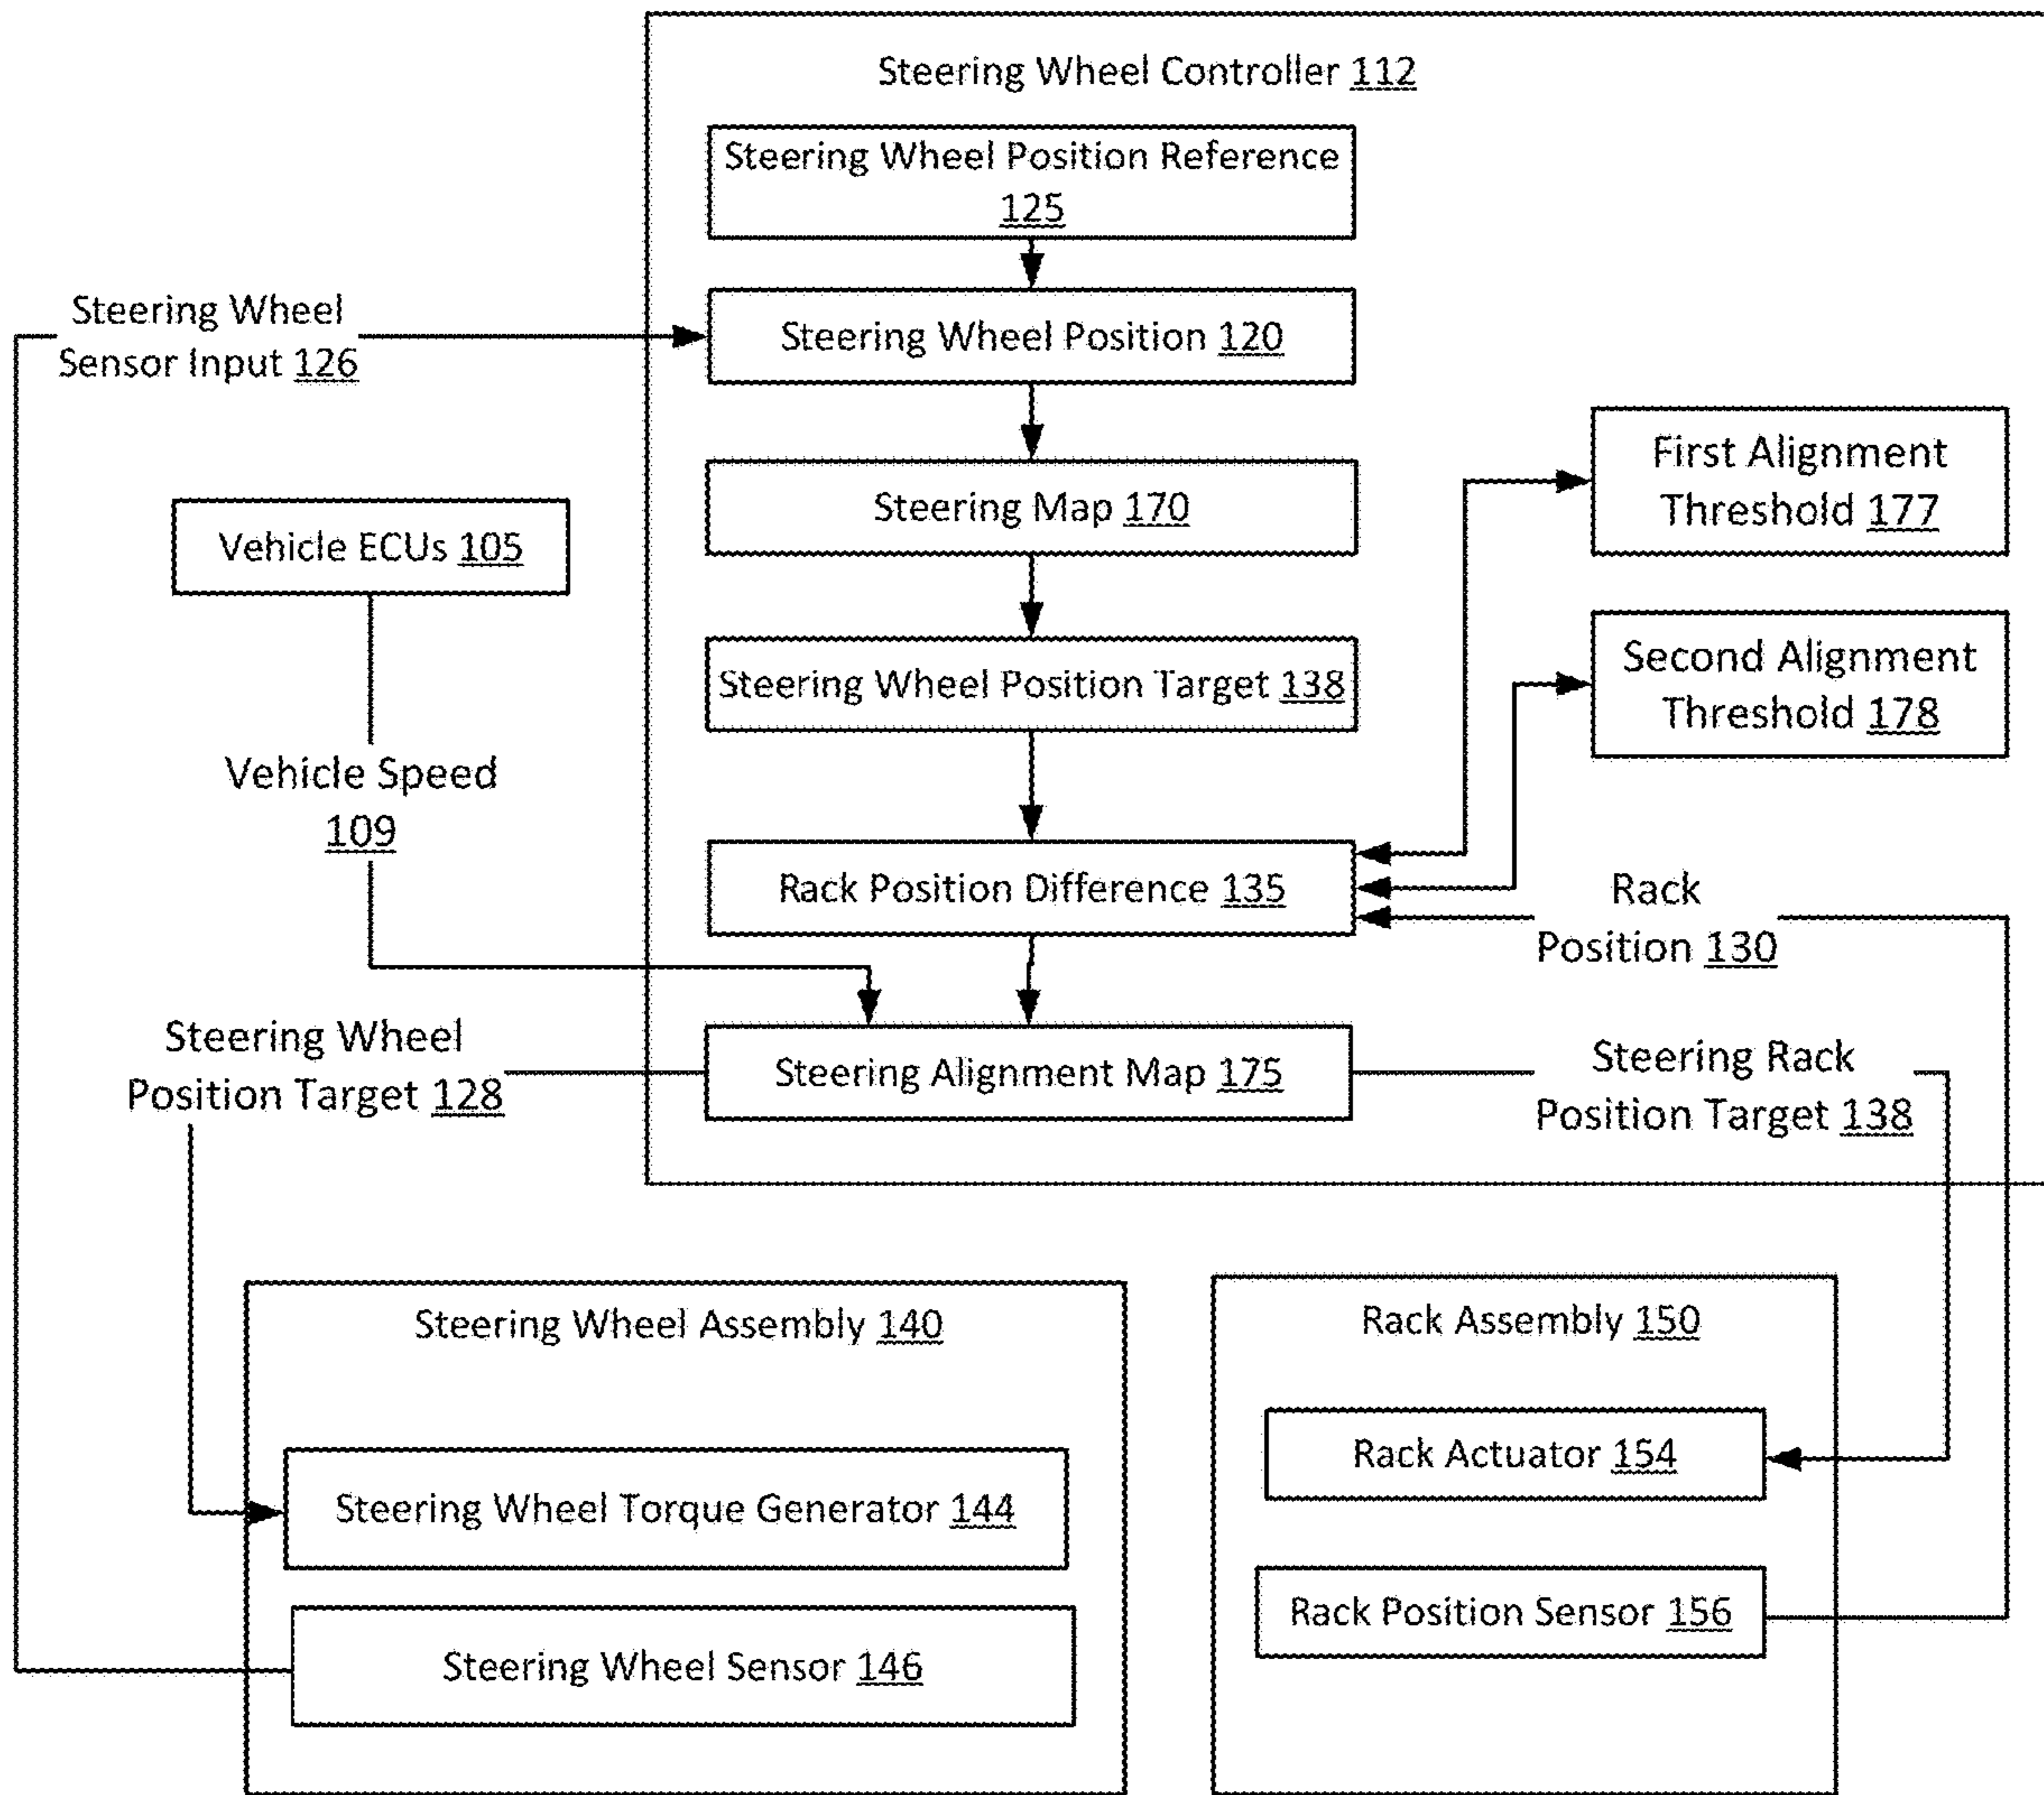 Steering Wheel Controller 112
Steering Wheel Position Reference
125
Steering Wheel
Sensor Input 126
Steering Wheel Position 120
First Alignment
Threshold 177
Steering Map 170
Vehicle ECUs 105
Second Alignment
Threshold 178
Steering Wheel Position Target 138
Vehicle Speed
109
Rack Position Difference 135
Rack
Position 130
Steering Wheel
Position Target 128
Steering Alignment Map 175
Steering Rack
Position Target 138
Steering Wheel Assembly 140
Rack Assembly 150
Rack Actuator 154
Steering Wheel Torque Generator 144
Rack Position Sensor 156
Steering Wheel Sensor 146